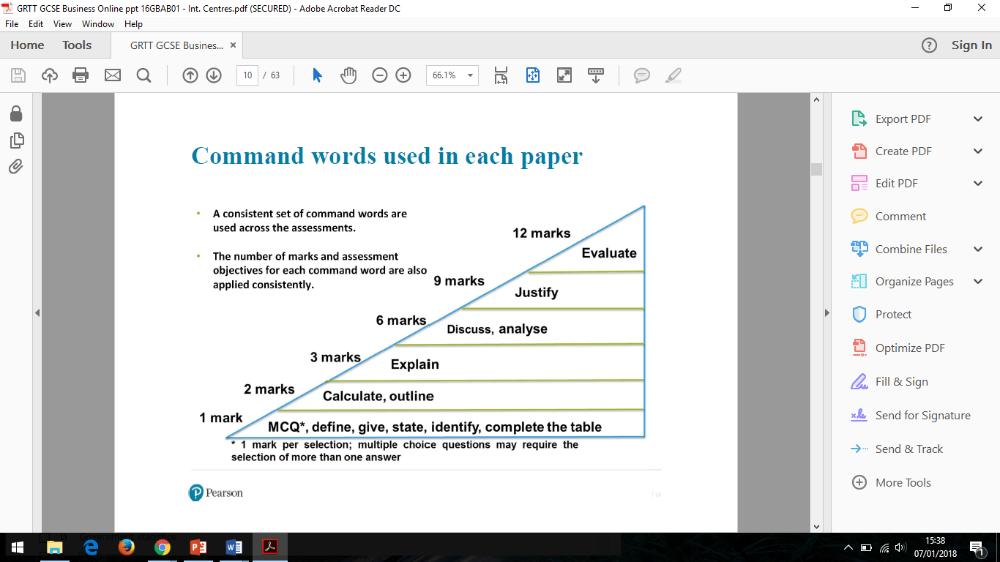 GRTT GCSE Business Online ppt 16GBAB01 - Int. Centres.pdf (SECURED) - Adobe Acrobat Reader DC
File Edit View Window Help
Home Tools GRTT GCSE Busines... × Sign In
10 / 63 66.1%
Export PDF
Create PDF
Edit PDF
Comment
Combine Files
Organize Pages
Protect
Optimize PDF
Fill & Sign
Send for Signature
Send & Track
More Tools
Command words used in each paper
• A consistent set of command words are
used across the assessments.
• The number of marks and assessment
objectives for each command word are also
applied consistently.
12 marks
Evaluate
9 marks
Justify
6 marks
Discuss, analyse
3 marks
Explain
2 marks
Calculate, outline
1 mark
MCQ*, define, give, state, identify, complete the table
* 1 mark per selection; multiple choice questions may require the
selection of more than one answer
Pearson
| 10
D Government statistics
15:38
07/01/2018
1